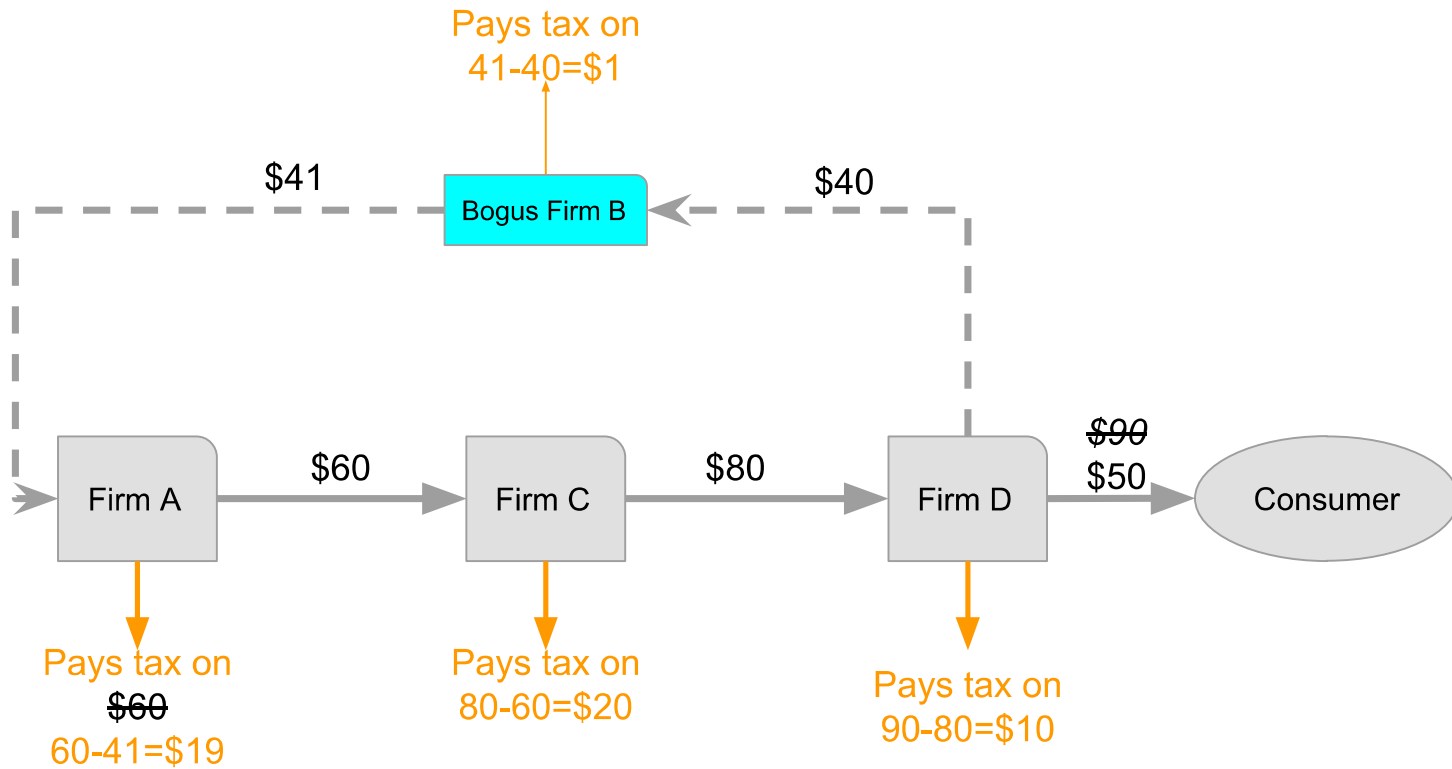 Pays tax on
41-40=$1
$41
Bogus Firm B
$40
Firm A
$60
Firm C
$80
Firm D
$90
$50
Consumer
Pays tax on
$60
60-41=$19
Pays tax on
80-60=$20
Pays tax on
90-80=$10